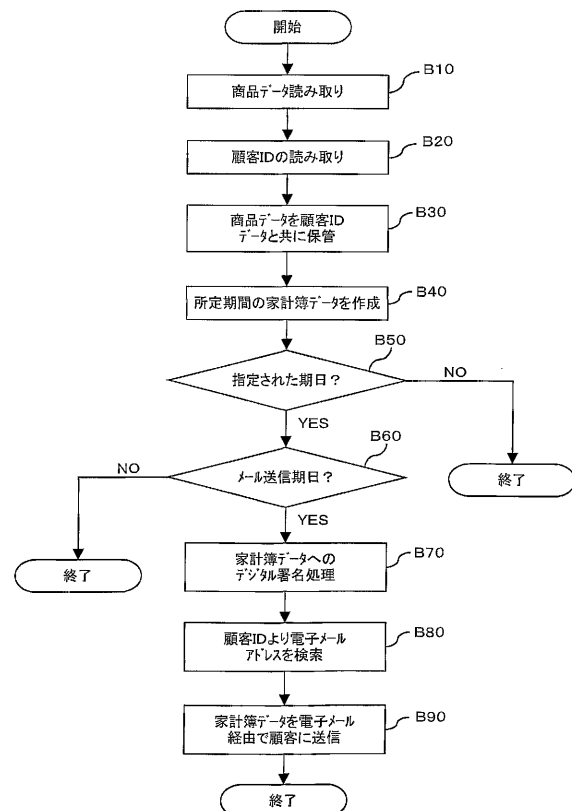 開始
B10
商品データ読み取り
B20
顧客IDの読み取り
B30
商品データを顧客ID
データと共に保管
B40
所定期間の家計簿データを作成
B50
指定された期日?
NO
YES
終了
B60
メール送信期日?
NO
YES
終了
B70
家計簿データへの
デジタル署名処理
B80
顧客IDより電子メール
アドレスを検索
B90
家計簿データを電子メール
経由で顧客に送信
終了